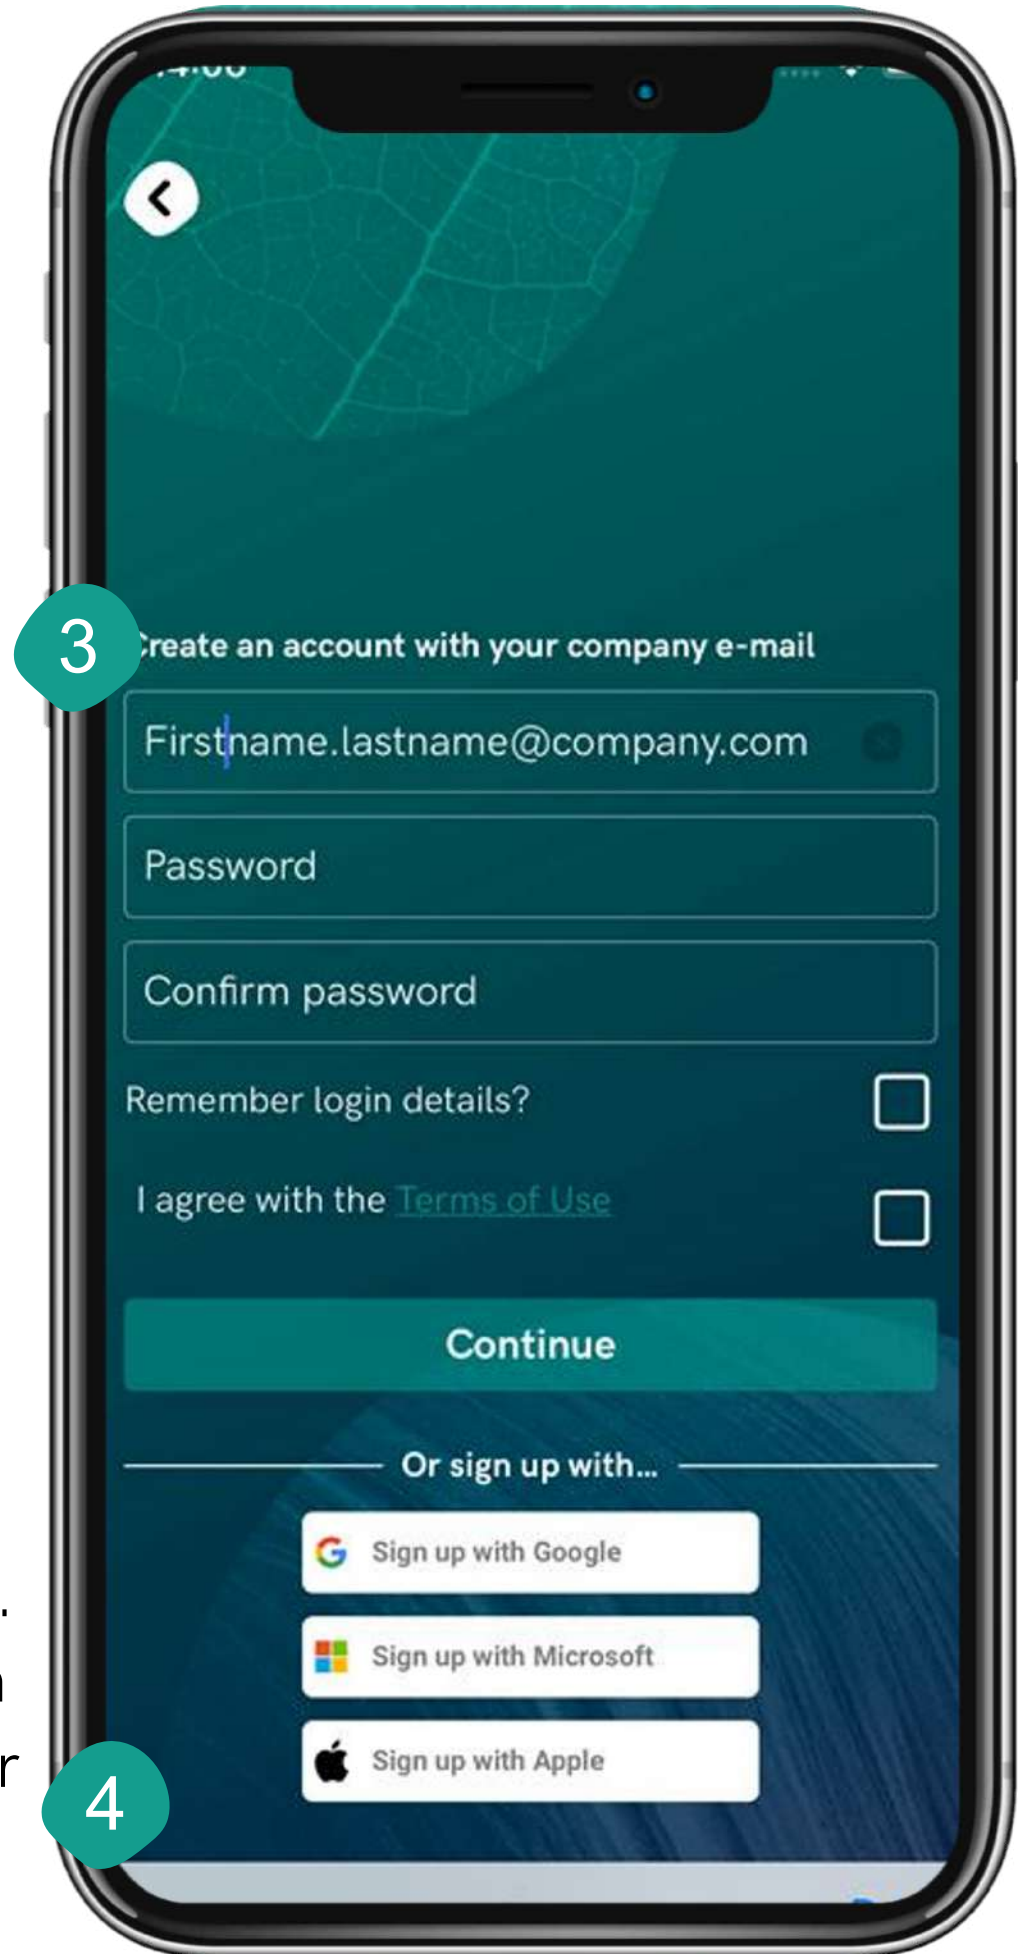 3
Create an account with your company e-mail
Firstname.lastname@company.com
Password
Confirm password
Remember login details?
I agree with the Terms of Use
Continue
Or sign up with...
Sign up with Google
Sign up with Microsoft
Sign up with Apple
4